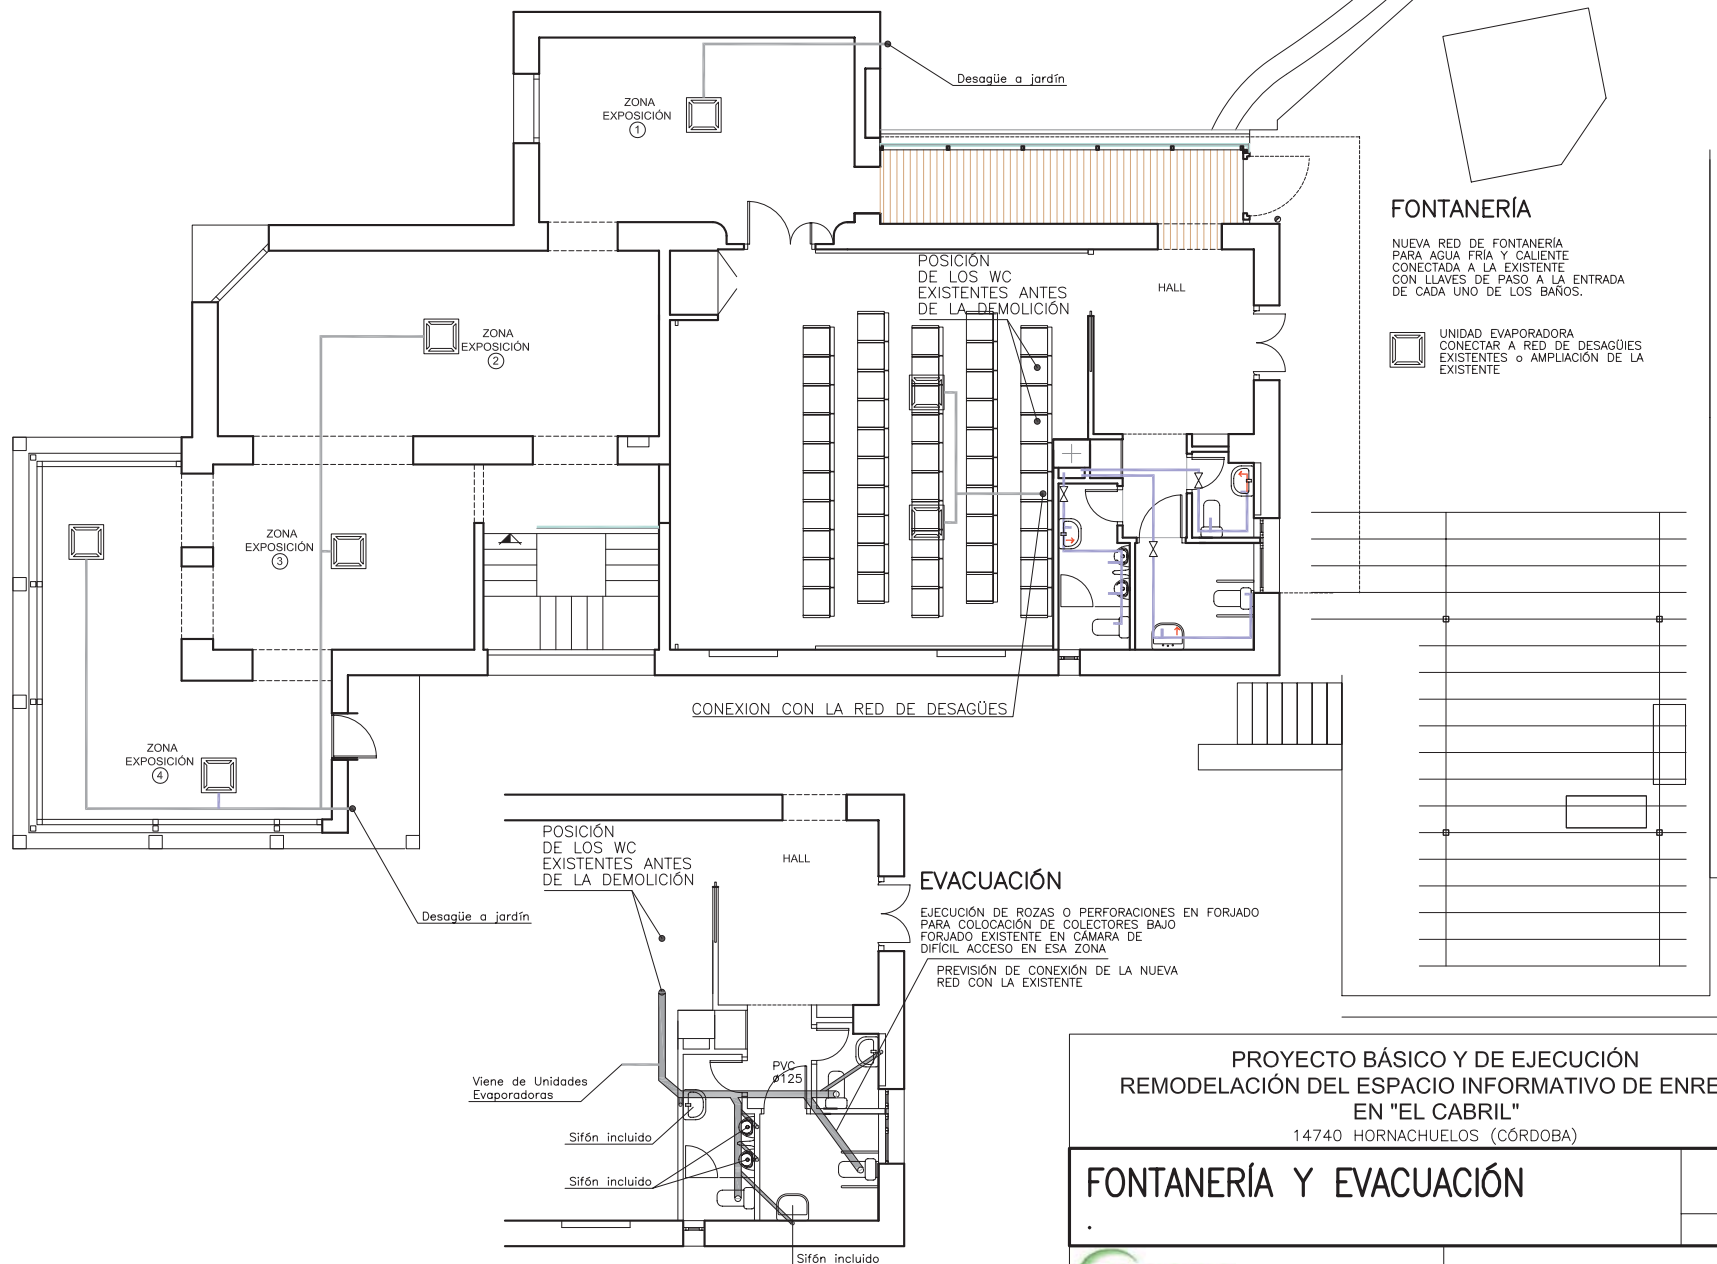 Desagüe a jardín
ZONA
EXPOSICIÓN
1
FONTANERÍA
NUEVA RED DE FONTANERÍA
PARA AGUA FRÍA Y CALIENTE
CONECTADA A LA EXISTENTE
CON LLAVES DE PASO A LA ENTRADA
DE CADA UNO DE LOS BAÑOS.
UNIDAD EVAPORADORA
CONECTAR A RED DE DESAGÜIES
EXISTENTES o AMPLIACIÓN DE LA
EXISTENTE
POSICIÓN
DE LOS WC
EXISTENTES ANTES
DE LA DEMOLICIÓN
HALL
ZONA
EXPOSICIÓN
2
ZONA
EXPOSICIÓN
3
ZONA
EXPOSICIÓN
4
CONEXION CON LA RED DE DESAGÜES
Desagüe a jardín
POSICIÓN
DE LOS WC
EXISTENTES ANTES
DE LA DEMOLICIÓN
HALL
EVACUACIÓN
EJECUCIÓN DE ROZAS O PERFORACIONES EN FORJADO
PARA COLOCACIÓN DE COLECTORES BAJO
FORJADO EXISTENTE EN CÁMARA DE
DIFÍCIL ACCESO EN ESA ZONA
PREVISIÓN DE CONEXIÓN DE LA NUEVA
RED CON LA EXISTENTE
PVC
ø125
Viene de Unidades
Evaporadoras
Sifón incluido
Sifón incluido
Sifón incluido
PROYECTO BÁSICO Y DE EJECUCIÓN
REMODELACIÓN DEL ESPACIO INFORMATIVO DE ENRE
EN "EL CABRIL"
14740 HORNACHUELOS (CÓRDOBA)
FONTANERÍA Y EVACUACIÓN
.